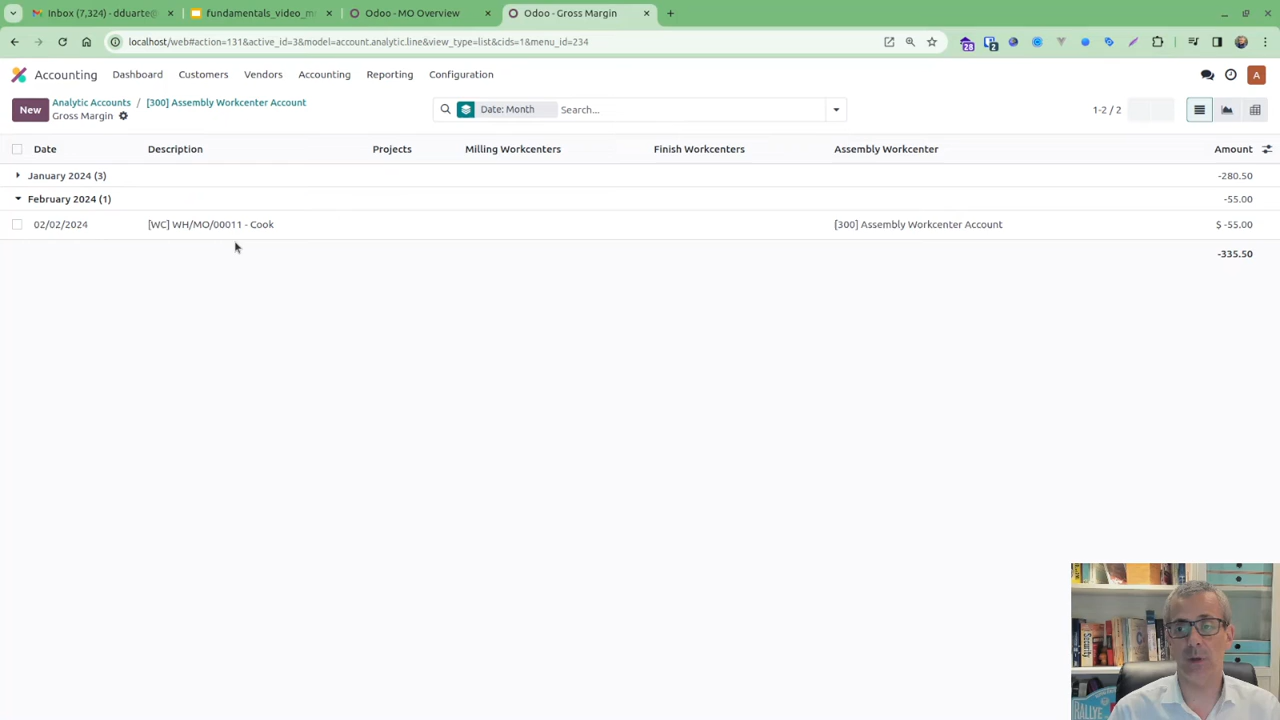 Inbox (7,324) - dduarte
fundamentals_video_m
Odoo - MO Overview
Odoo - Gross Margin
localhost/web#action=131&active_id=3&model=account.analytic.line&view_type=list&cids=1&menu_id=234
28
2
Accounting
Dashboard
Customers
Vendors
Accounting
Reporting
Configuration
A
New
Analytic Accounts / [300] Assembly Workcenter Account
Gross Margin
Date: Month
Search...
1-2 / 2
Date
Description
Projects
Milling Workcenters
Finish Workcenters
Assembly Workcenter
Amount
January 2024 (3)
-280.50
February 2024 (1)
-55.00
02/02/2024
[WC] WH/MO/00011 - Cook
[300] Assembly Workcenter Account
$ -55.00
-335.50
Security
RALLYE